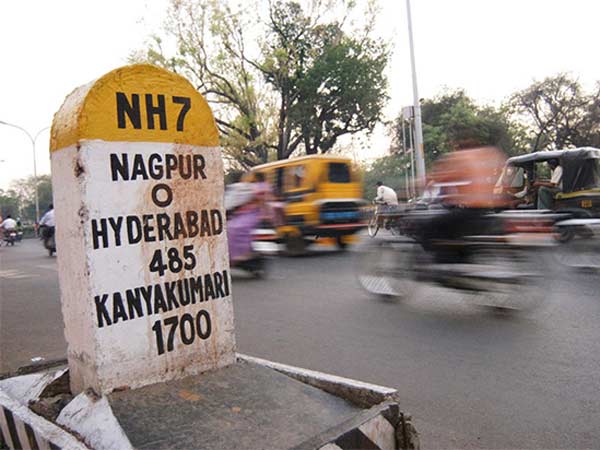 NH7
NAGPUR
0
HYDERABAD
485
KANYAKUMARI
1700